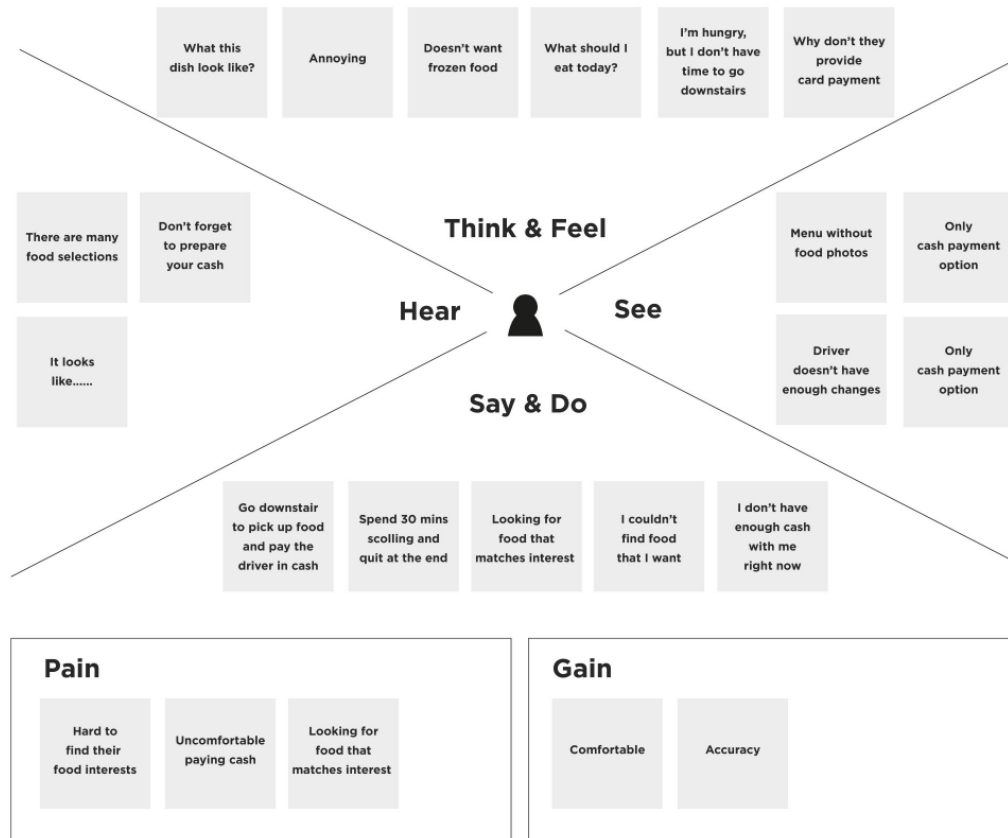 What this
dish look like?
Annoying
Doesn't want
frozen food
What should I
eat today?
I'm hungry,
but I don't have
time to go
downstairs
Why don't they
provide
card payment
Think & Feel
There are many
food selections
Don't forget
to prepare
your cash
It looks
like......
Hear
See
Menu without
food photos
Only
cash payment
option
Driver
doesn't have
enough changes
Only
cash payment
option
Say & Do
Go downstair
to pick up food
and pay the
driver in cash
Spend 30 mins
scolling and
quit at the end
Looking for
food that
matches interest
I couldn't
find food
that I want
I don't have
enough cash
with me
right now
Pain
Hard to
find their
food interests
Uncomfortable
paying cash
Looking for
food that
matches interest
Gain
Comfortable
Accuracy